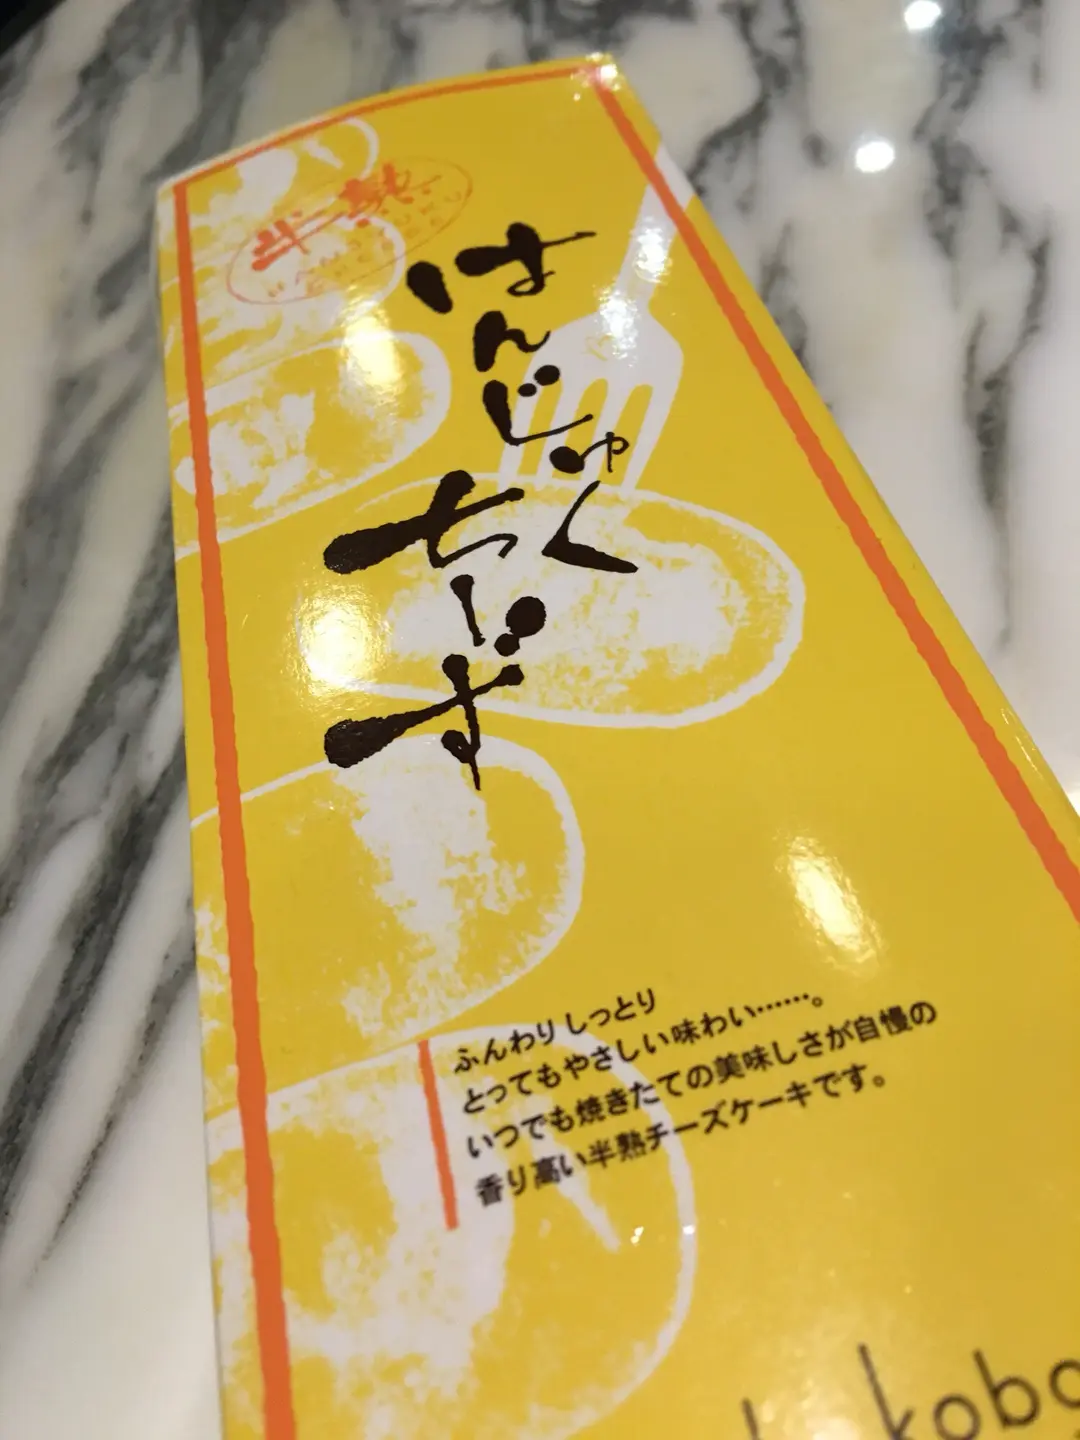 半熟
HANJUKU
CHEESE
はんじゅく
ちーず
ふんわりしっとり
とってもやさしい味わい……。
いつでも焼きたての美味しさが自慢の
香り高い半熟チーズケーキです。
kobo